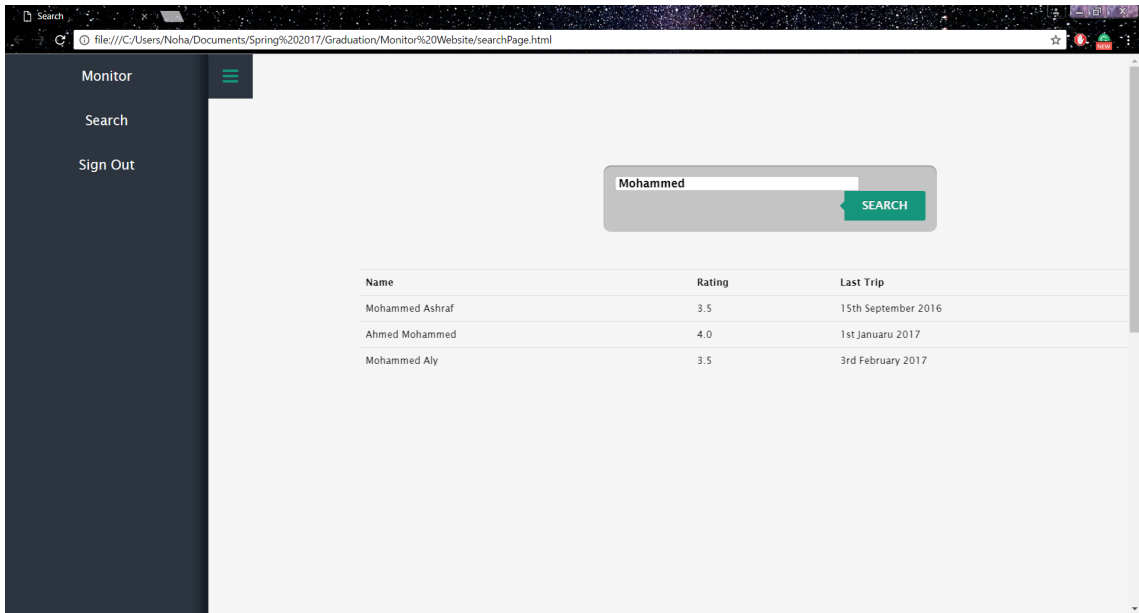 Search
file:///C:/Users/Noha/Documents/Spring%202017/Graduation/Monitor%20Website/searchPage.html
NEW
Monitor
Search
Sign Out
Mohammed
SEARCH
Name Rating Last Trip
Mohammed Ashraf 3.5 15th September 2016
Ahmed Mohammed 4.0 1st Januaru 2017
Mohammed Aly 3.5 3rd February 2017